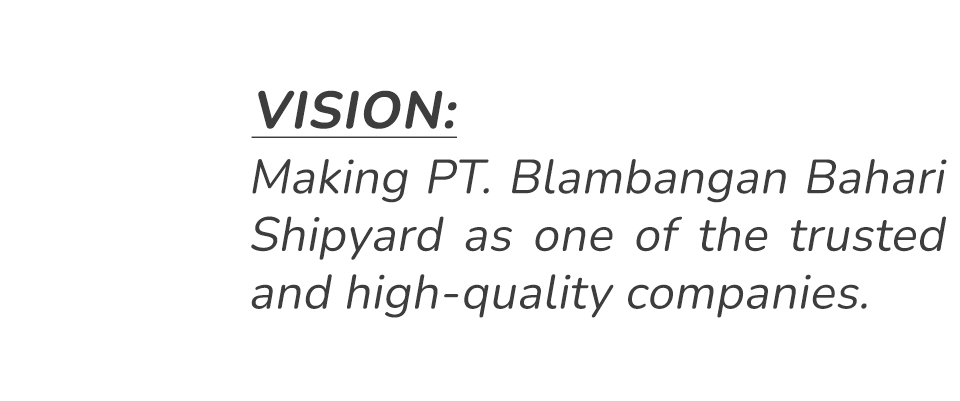 VISION:
Making PT. Blambangan Bahari
Shipyard as one of the trusted
and high-quality companies.